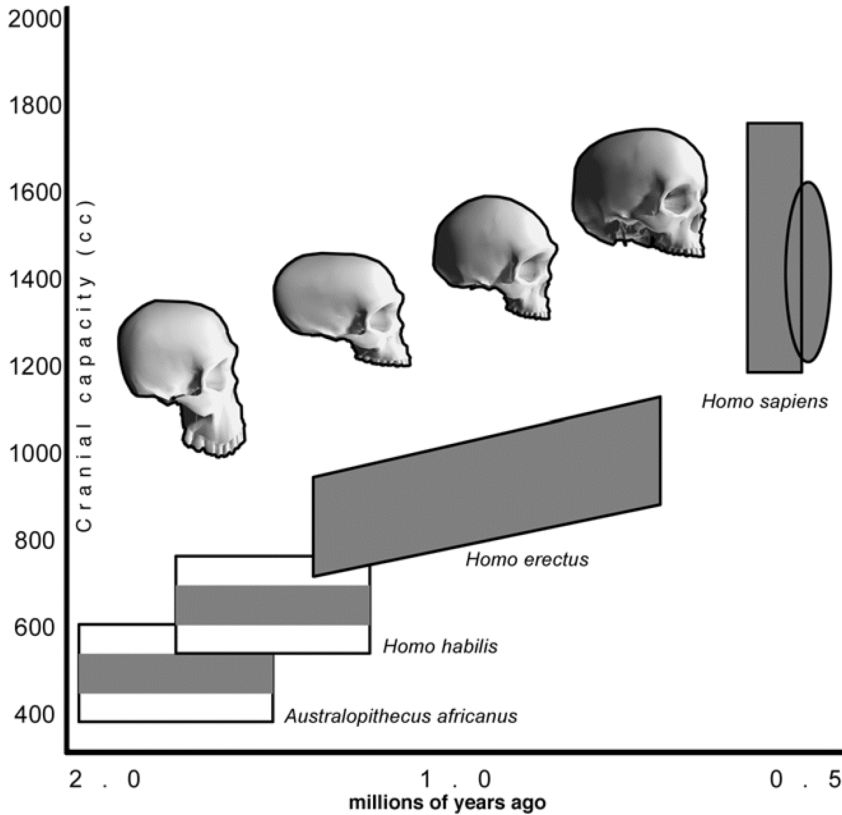 2000
1800
1600
1400
1200
1000
800
600
400
Cranial capacity (cc)
Homo sapiens
Homo erectus
Homo habilis
Australopithecus africanus
2 . 0 1 . 0 0 . 5
millions of years ago